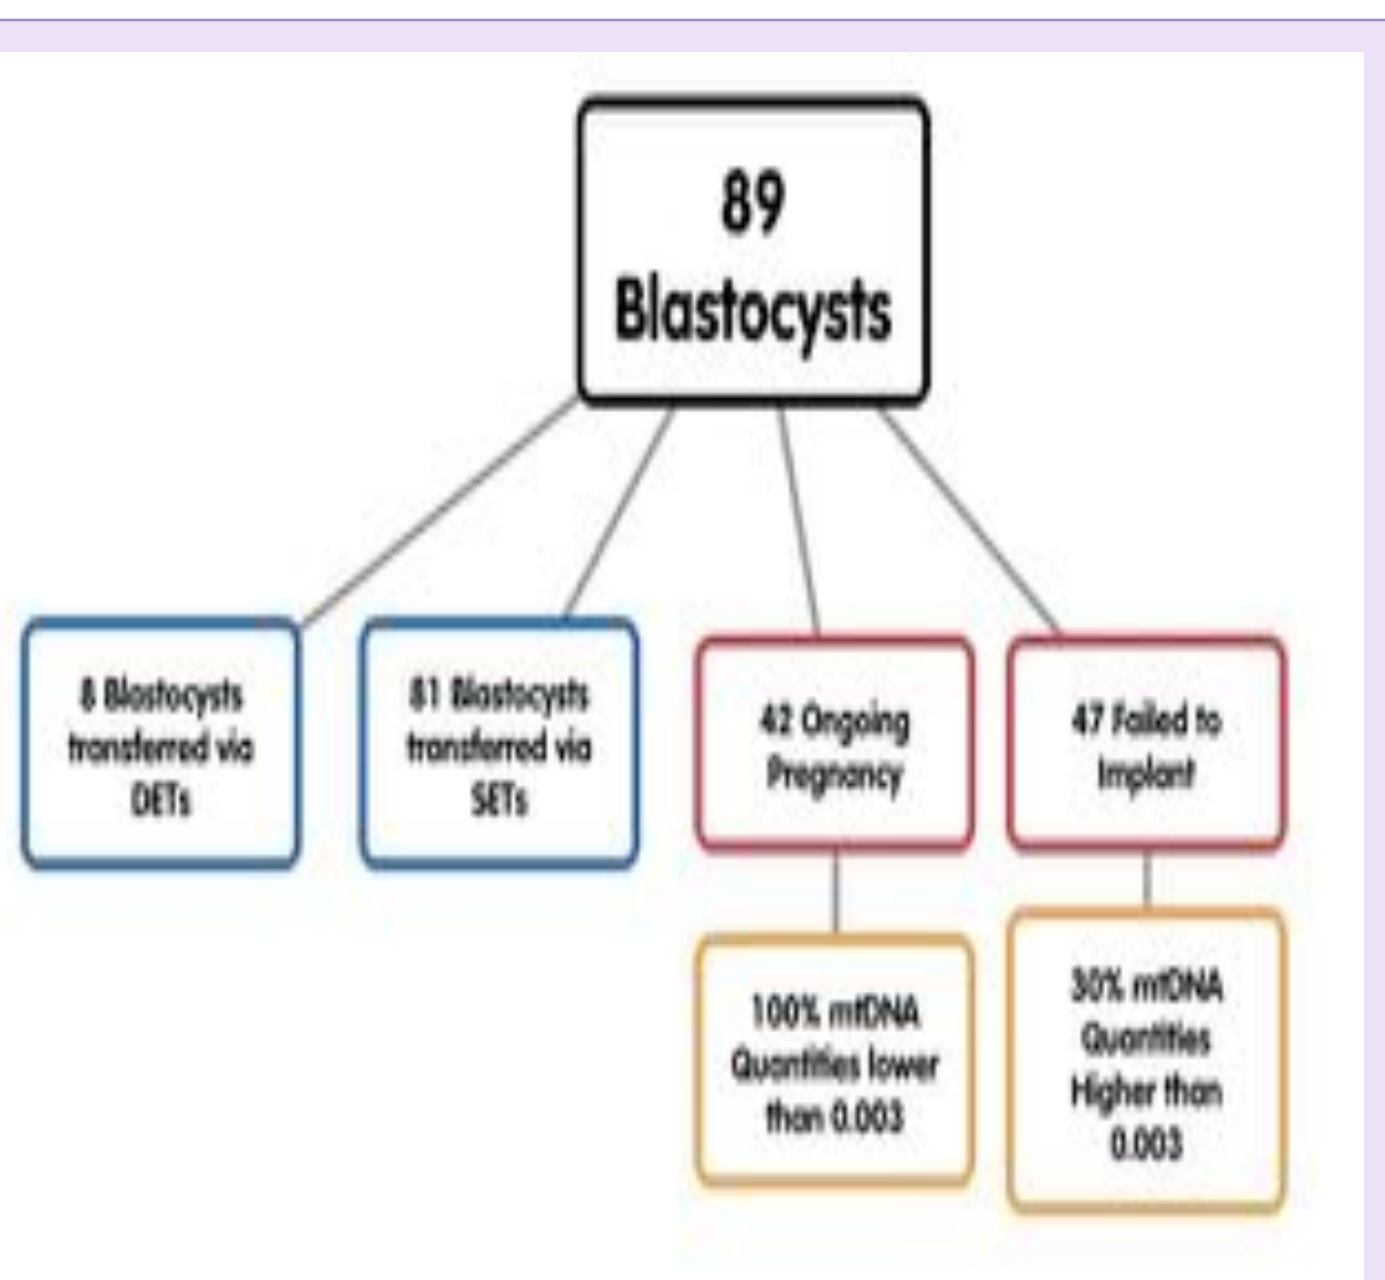 89
Blastocysts
8 Blastocysts
transferred via
DETs
81 Blastocysts
transferred via
SETs
42 Ongoing
Pregnancy
47 Failed to
Implant
100% mtDNA
Quantities lower
than 0.003
30% mtDNA
Quantities
Higher than
0.003